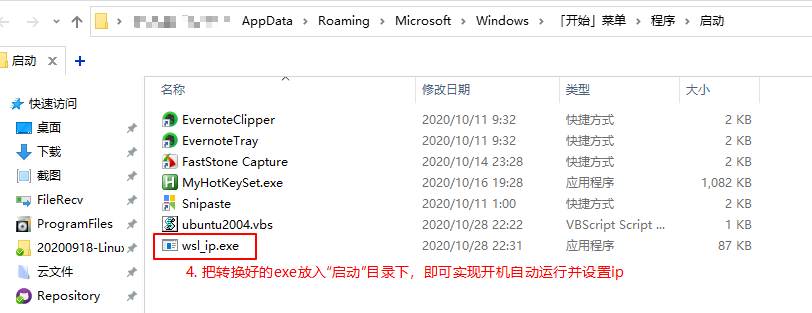 AppData > Roaming > Microsoft > Windows > 「开始」菜单 > 程序 > 启动
启动
快速访问
桌面
下载
截图
FileRecv
ProgramFiles
20200918-Linux
云文件
Repository
名称 修改日期 类型 大小
EvernoteClipper 2020/10/11 9:32 快捷方式 2 KB
EvernoteTray 2020/10/11 9:32 快捷方式 2 KB
FastStone Capture 2020/10/14 23:28 快捷方式 2 KB
MyHotKeySet.exe 2020/10/16 19:28 应用程序 1,082 KB
Snipaste 2020/10/11 1:00 快捷方式 2 KB
ubuntu2004.vbs 2020/10/28 22:22 VBScript Script ... 1 KB
wsl_ip.exe 2020/10/28 22:31 应用程序 87 KB
4. 把转换好的exe放入“启动”目录下，即可实现开机自动运行并设置ip